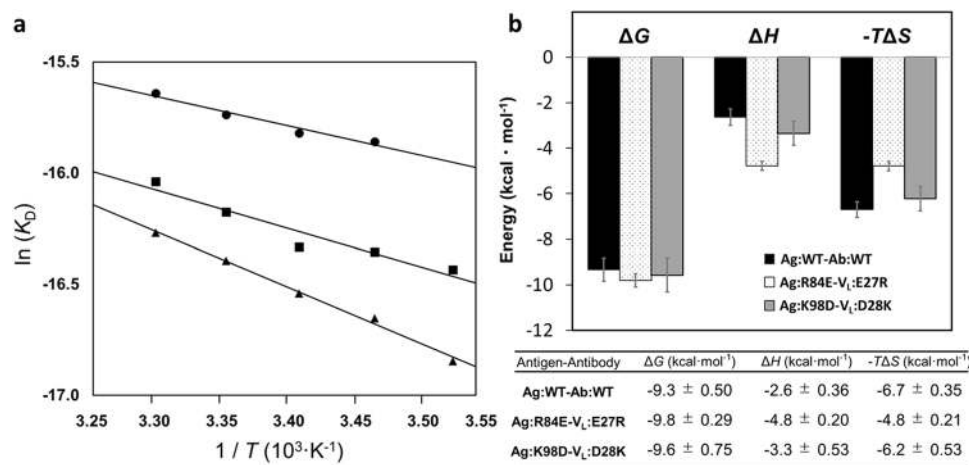 a
ln (K_D)
-15.5
-16.0
-16.5
-17.0
3.25 3.30 3.35 3.40 3.45 3.50 3.55
1 / T (10³·K⁻¹)
b
ΔG ΔH -TΔS
Energy (kcal · mol⁻¹)
0
-2
-4
-6
-8
-10
-12
Ag:WT-Ab:WT
Ag:R84E-V_L:E27R
Ag:K98D-V_L:D28K
Antigen-Antibody ΔG (kcal·mol⁻¹) ΔH (kcal·mol⁻¹) -TΔS (kcal·mol⁻¹)
Ag:WT-Ab:WT -9.3 ± 0.50 -2.6 ± 0.36 -6.7 ± 0.35
Ag:R84E-V_L:E27R -9.8 ± 0.29 -4.8 ± 0.20 -4.8 ± 0.21
Ag:K98D-V_L:D28K -9.6 ± 0.75 -3.3 ± 0.53 -6.2 ± 0.53